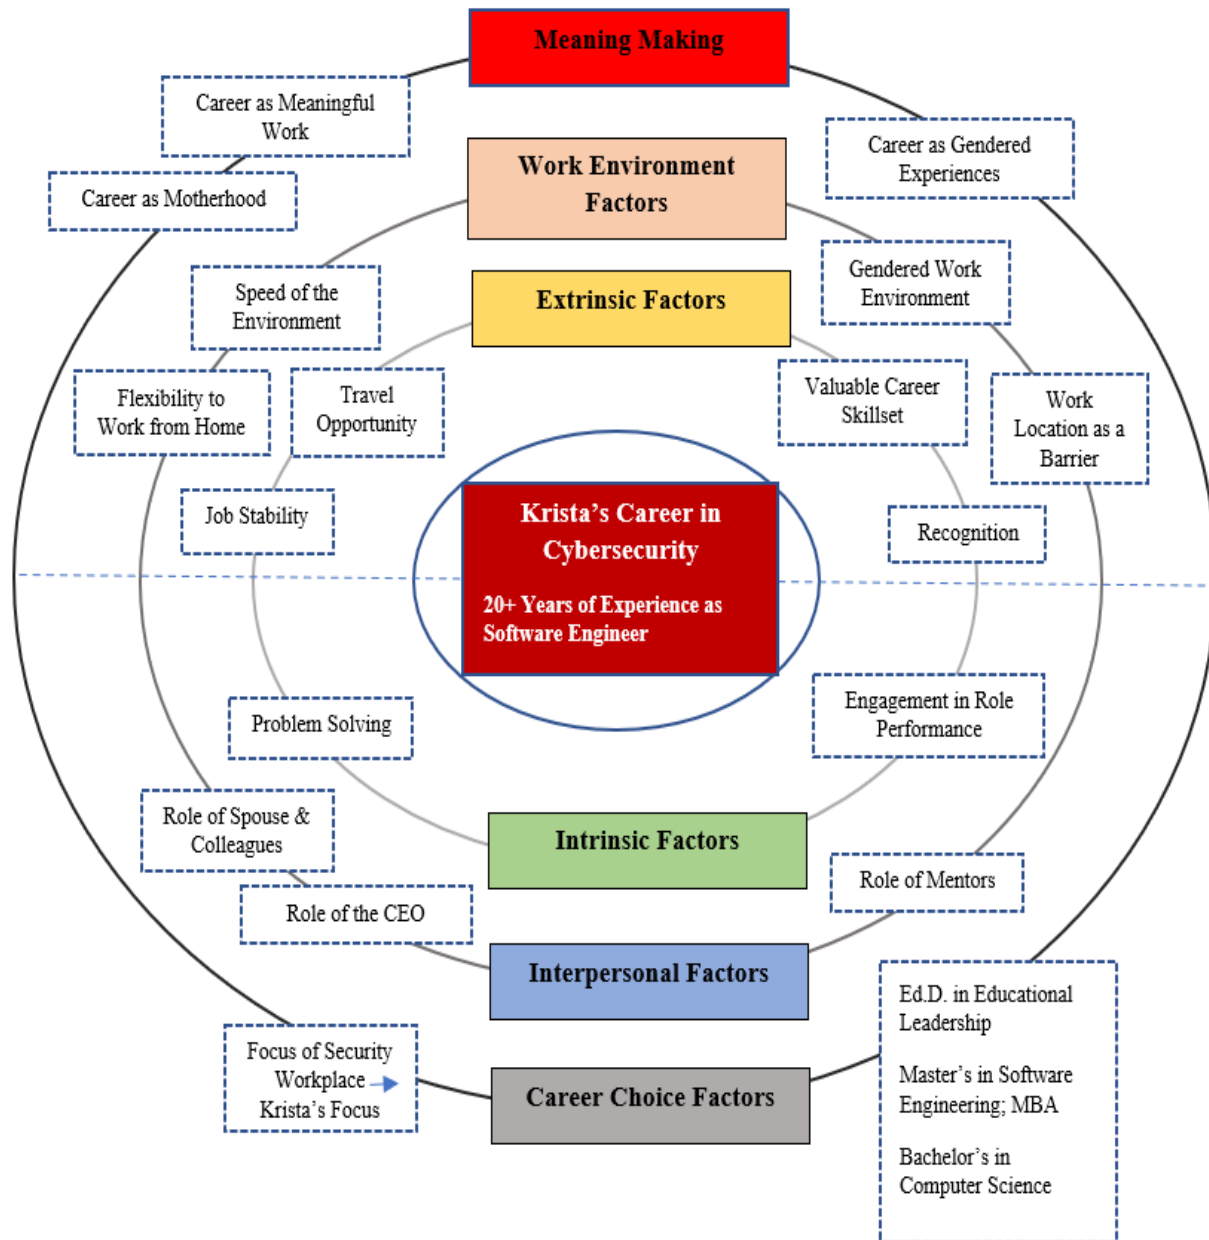 Meaning Making
Career as Meaningful
Work
Career as Gendered
Experiences
Work Environment
Factors
Career as Motherhood
Gendered Work
Environment
Speed of the
Environment
Extrinsic Factors
Flexibility to
Work from Home
Travel
Opportunity
Valuable Career
Skillset
Work
Location as a
Barrier
Job Stability
Krista’s Career in
Cybersecurity
20+ Years of Experience as
Software Engineer
Recognition
Problem Solving
Engagement in Role
Performance
Role of Spouse &
Colleagues
Intrinsic Factors
Role of Mentors
Role of the CEO
Interpersonal Factors
Focus of Security
Workplace
Krista’s Focus
Career Choice Factors
Ed.D. in Educational
Leadership
Master’s in Software
Engineering; MBA
Bachelor’s in
Computer Science